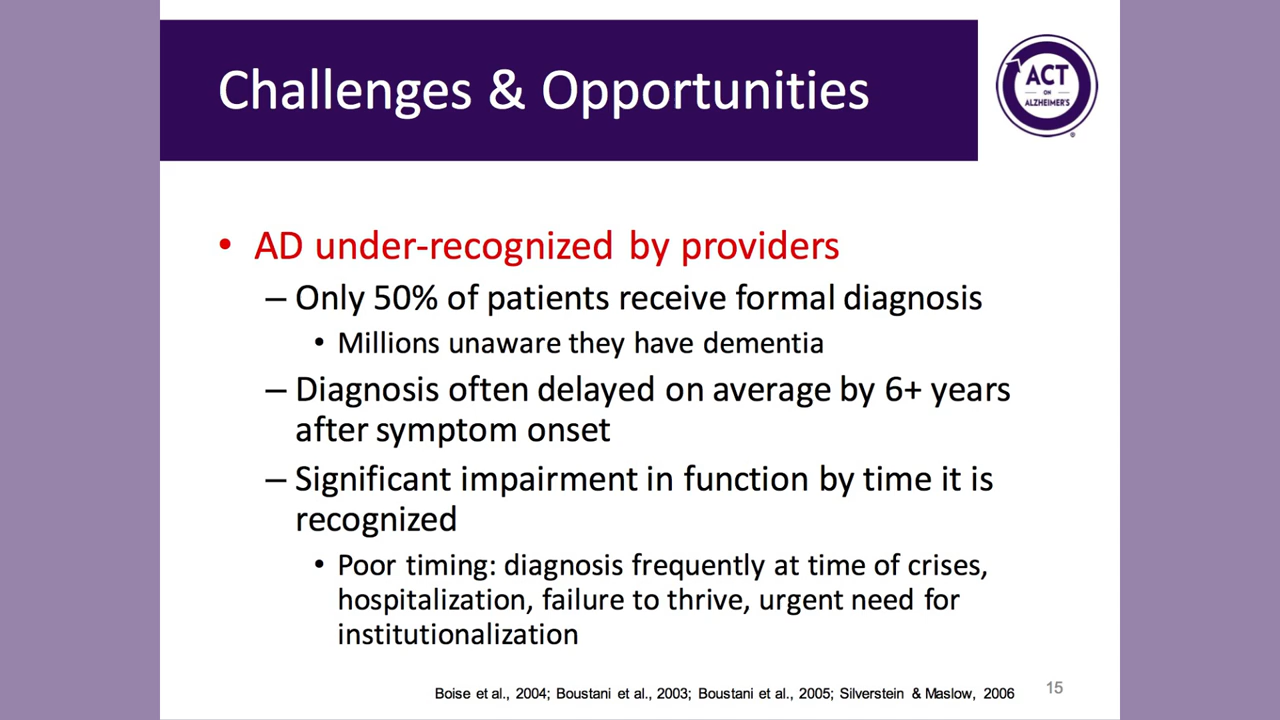 Challenges & Opportunities
ACT
ON
ALZHEIMER'S
®
• AD under-recognized by providers
– Only 50% of patients receive formal diagnosis
• Millions unaware they have dementia
– Diagnosis often delayed on average by 6+ years
after symptom onset
– Significant impairment in function by time it is
recognized
• Poor timing: diagnosis frequently at time of crises,
hospitalization, failure to thrive, urgent need for
institutionalization
Boise et al., 2004; Boustani et al., 2003; Boustani et al., 2005; Silverstein & Maslow, 2006
15